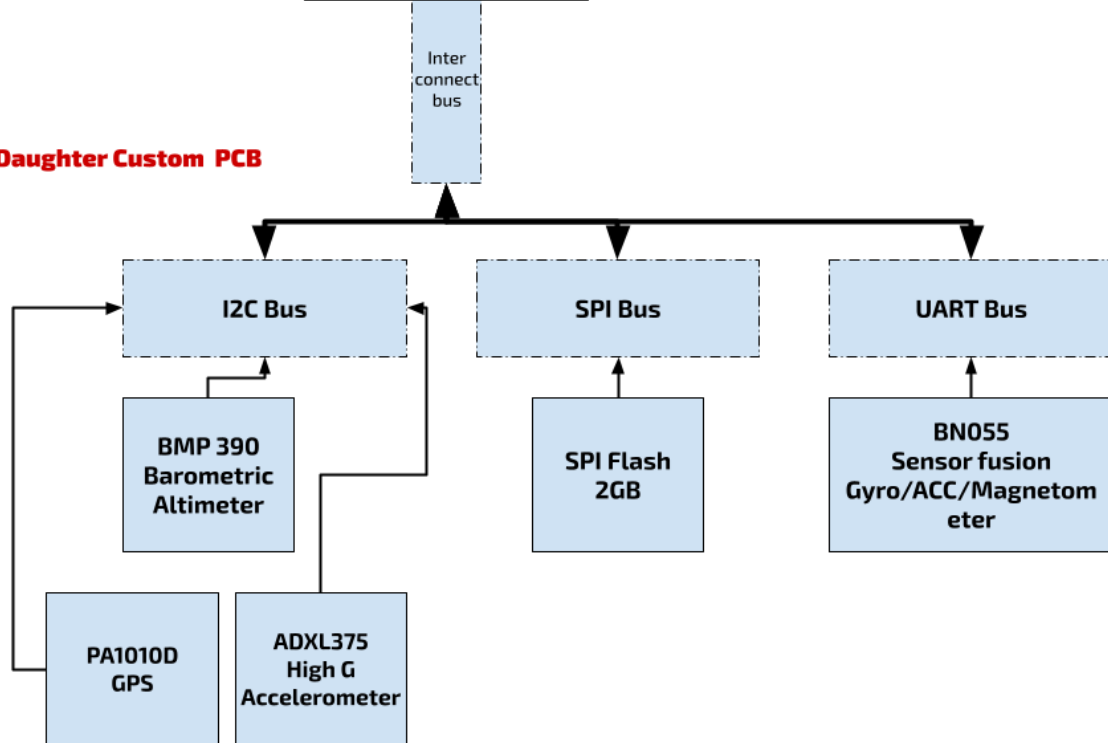 Inter
connect
bus
Daughter Custom PCB
I2C Bus
SPI Bus
UART Bus
BMP 390
Barometric
Altimeter
SPI Flash
2GB
BN055
Sensor fusion
Gyro/ACC/Magnetom
eter
PA1010D
GPS
ADXL375
High G
Accelerometer